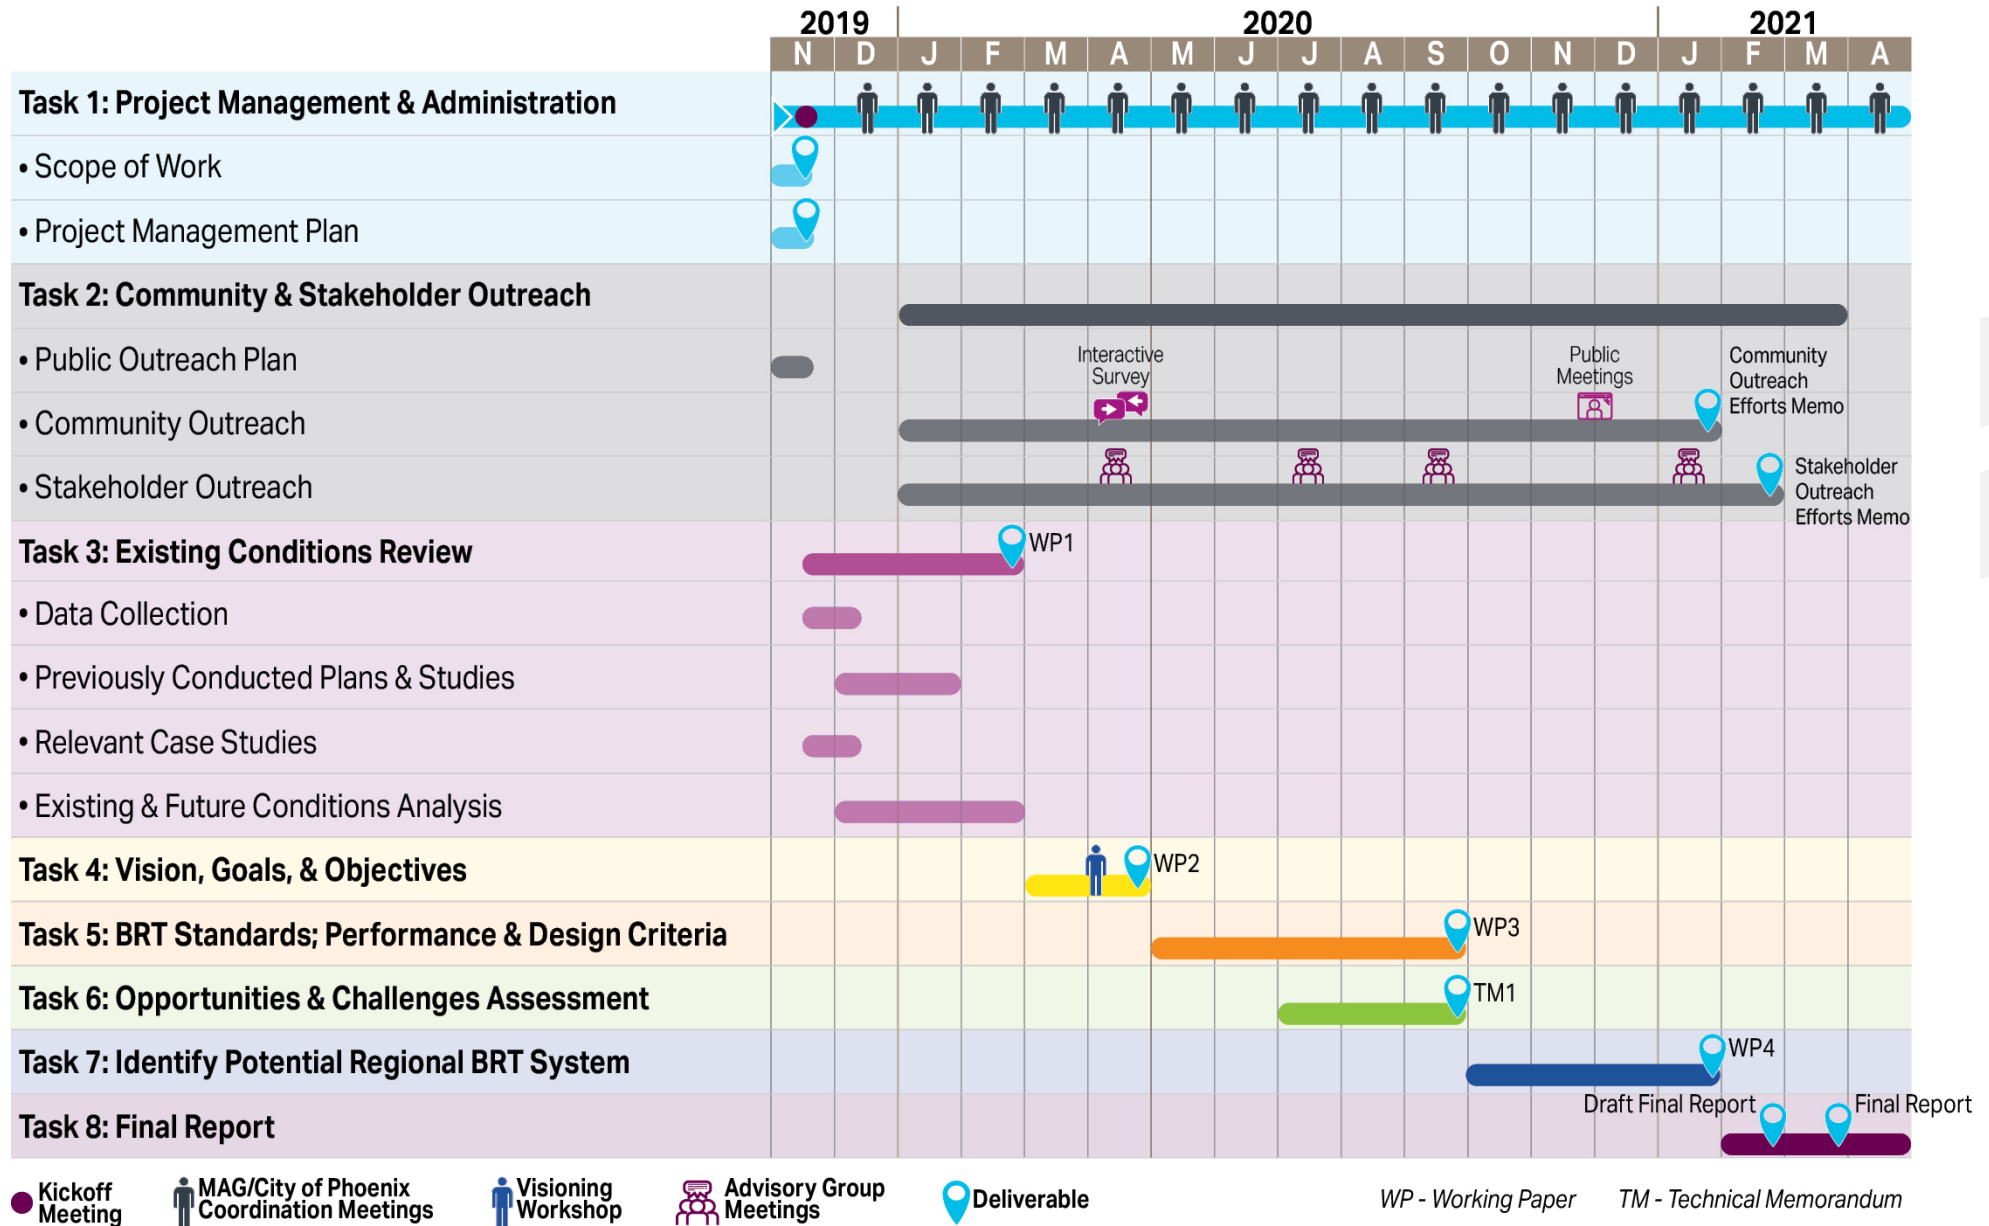 2019 2020 2021
N D J F M A M J J A S O N D J F M A
Task 1: Project Management & Administration
• Scope of Work
• Project Management Plan
Task 2: Community & Stakeholder Outreach
• Public Outreach Plan
Interactive
Survey
Public
Meetings
Community
Outreach
Efforts Memo
• Community Outreach
• Stakeholder Outreach
Stakeholder
Outreach
Efforts Memo
Task 3: Existing Conditions Review
WP1
• Data Collection
• Previously Conducted Plans & Studies
• Relevant Case Studies
• Existing & Future Conditions Analysis
Task 4: Vision, Goals, & Objectives
WP2
Task 5: BRT Standards; Performance & Design Criteria
WP3
Task 6: Opportunities & Challenges Assessment
TM1
Task 7: Identify Potential Regional BRT System
WP4
Task 8: Final Report
Draft Final Report
Final Report
Kickoff
Meeting
MAG/City of Phoenix
Coordination Meetings
Visioning
Workshop
Advisory Group
Meetings
Deliverable
WP - Working Paper
TM - Technical Memorandum